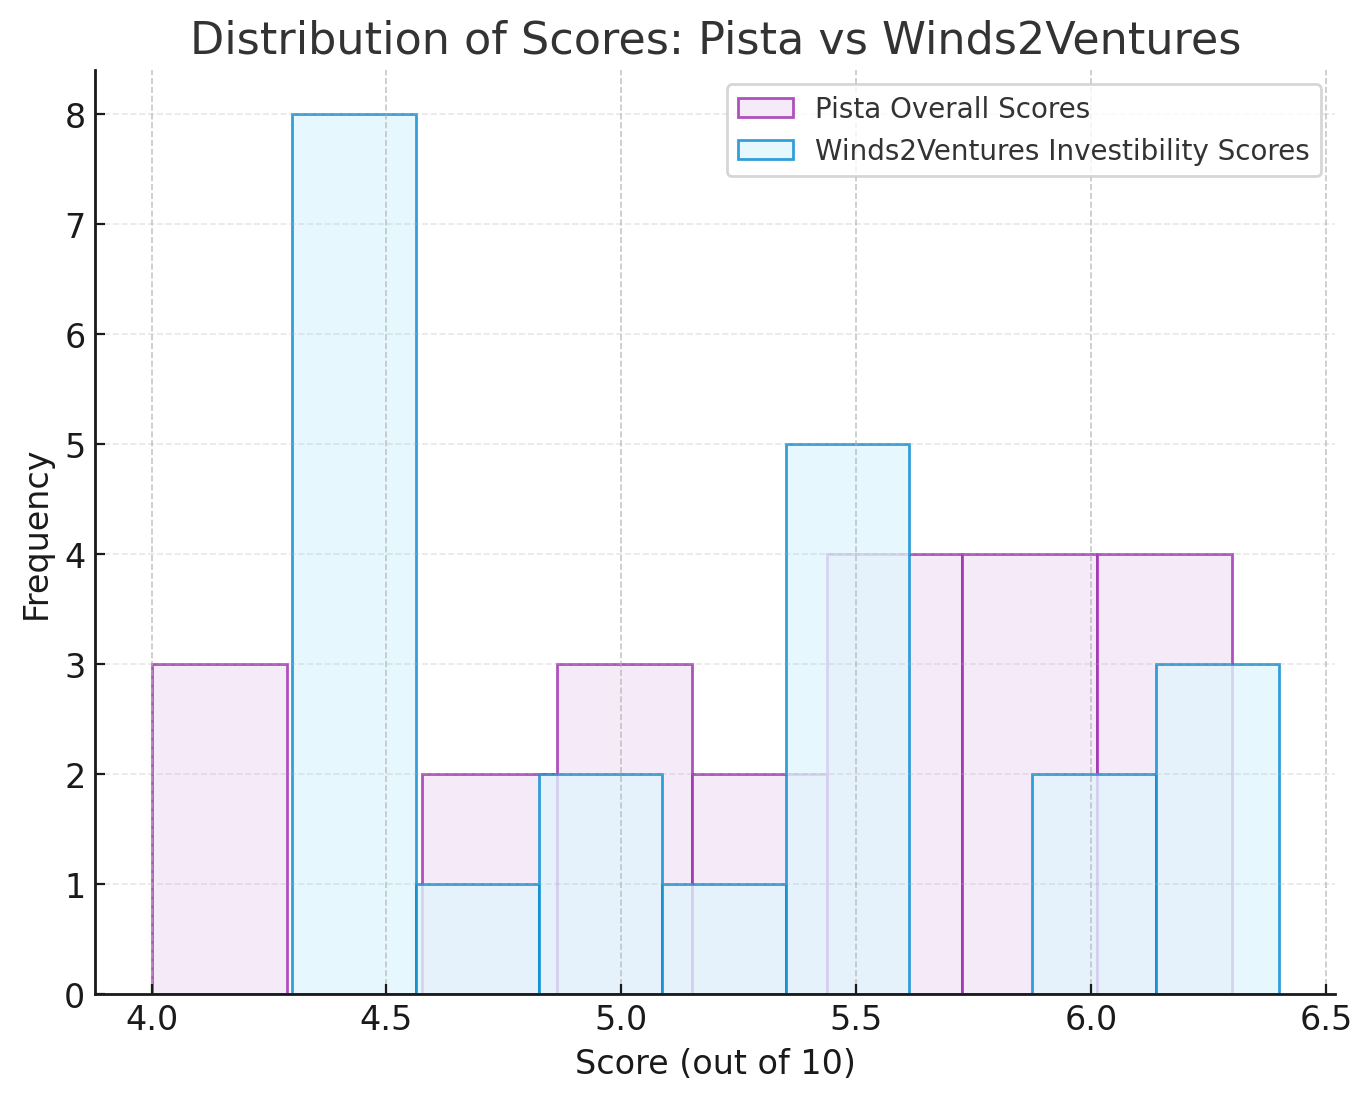 Distribution of Scores: Pista vs Winds2Ventures
Pista Overall Scores
Winds2Ventures Investibility Scores
8
7
6
5
4
3
2
1
0
Frequency
4.0 4.5 5.0 5.5 6.0 6.5
Score (out of 10)